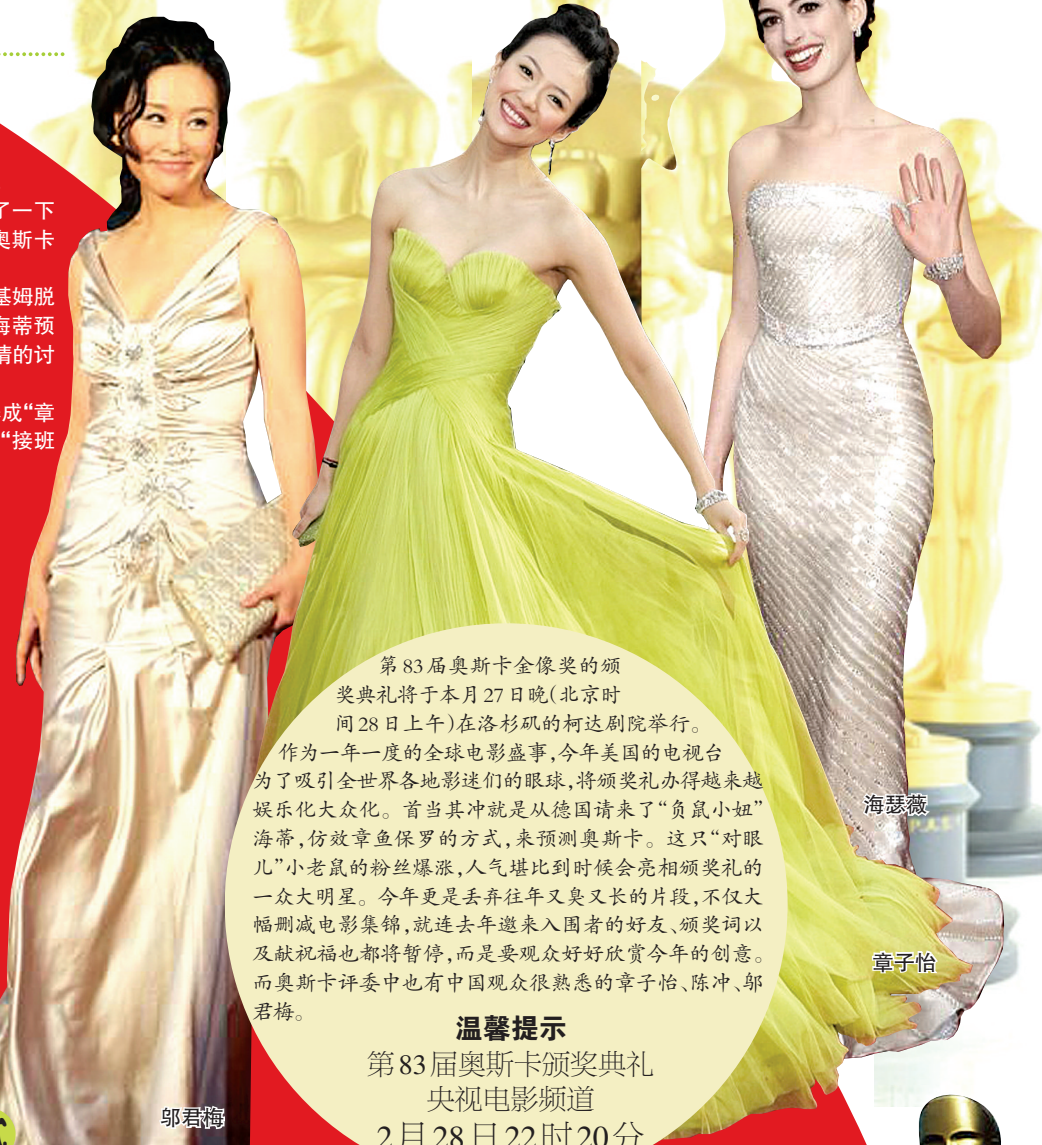 了一下
奥斯卡
基姆脱
海蒂预
情的讨
成“章
“接班
第83届奥斯卡金像奖的颁
奖典礼将于本月27日晚(北京时
间28日上午)在洛杉矶的柯达剧院举行。
作为一年一度的全球电影盛事,今年美国的电视台
为了吸引全世界各地影迷们的眼球,将颁奖礼办得越来越
娱乐化大众化。首当其冲就是从德国请来了“负鼠小妞”
海蒂,仿效章鱼保罗的方式,来预测奥斯卡。这只“对眼
儿”小老鼠的粉丝爆涨,人气堪比到时候会亮相颁奖礼的
一众大明星。今年更是丢弃往年又臭又长的片段,不仅大
幅删减电影集锦,就连去年邀来入围者的好友、颁奖词以
及献祝福也都将暂停,而是要观众好好欣赏今年的创意。
而奥斯卡评委中也有中国观众很熟悉的章子怡、陈冲、邬
君梅。
温馨提示
第83届奥斯卡颁奖典礼
央视电影频道
2月28日22时20分
海瑟薇
章子怡
邬君梅